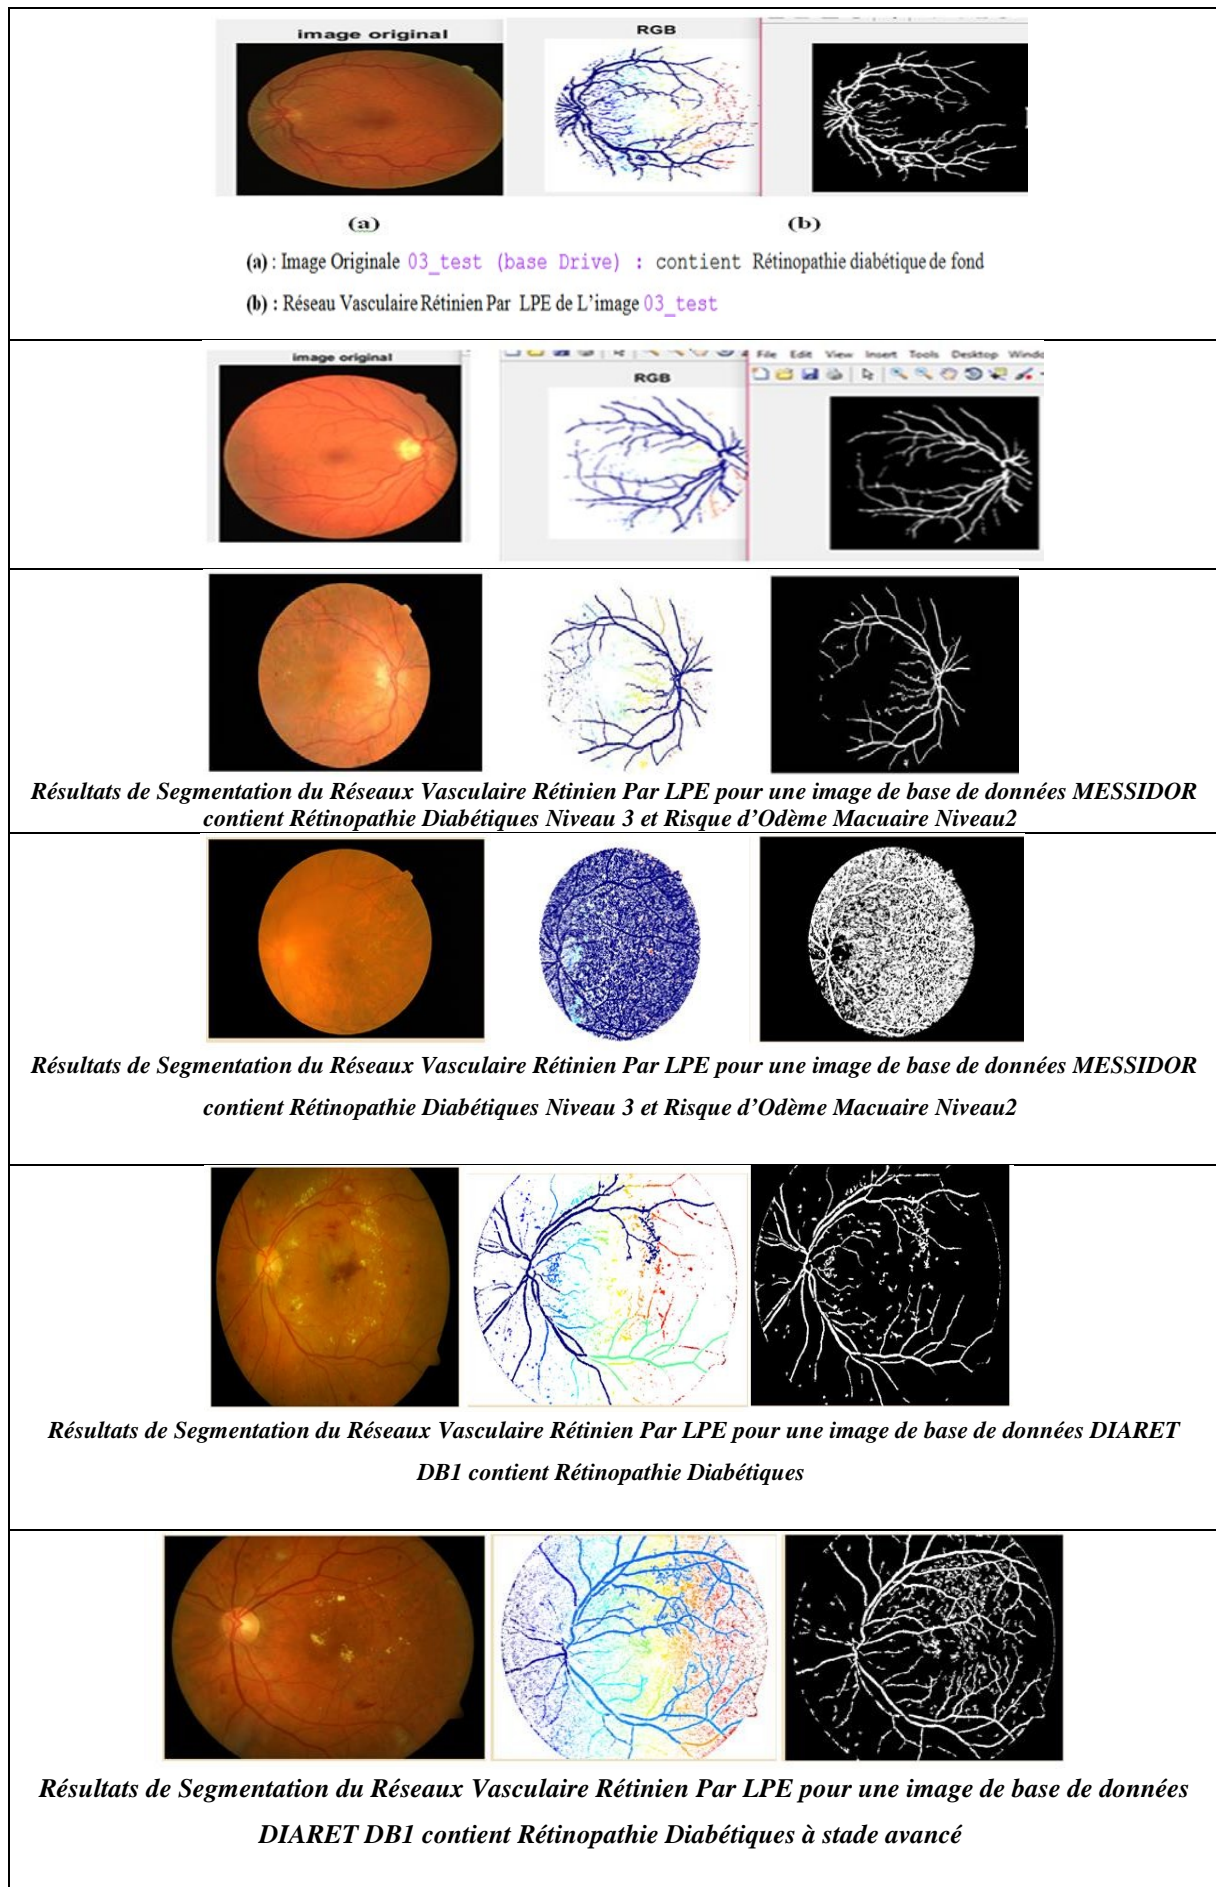 image original
RGB
(a)
(b)
(a) : Image Originale 03_test (base Drive) : contient Rétinopathie diabétique de fond
(b) : Réseau Vasculaire Rétinien Par LPE de L’image 03_test
image original
File Edit View Insert Tools Desktop Windo
RGB
Résultats de Segmentation du Réseaux Vasculaire Rétinien Par LPE pour une image de base de données MESSIDOR
contient Rétinopathie Diabétiques Niveau 3 et Risque d’Odème Macuaire Niveau2
Résultats de Segmentation du Réseaux Vasculaire Rétinien Par LPE pour une image de base de données MESSIDOR
contient Rétinopathie Diabétiques Niveau 3 et Risque d’Odème Macuaire Niveau2
Résultats de Segmentation du Réseaux Vasculaire Rétinien Par LPE pour une image de base de données DIARET
DB1 contient Rétinopathie Diabétiques
Résultats de Segmentation du Réseaux Vasculaire Rétinien Par LPE pour une image de base de données
DIARET DB1 contient Rétinopathie Diabétiques à stade avancé